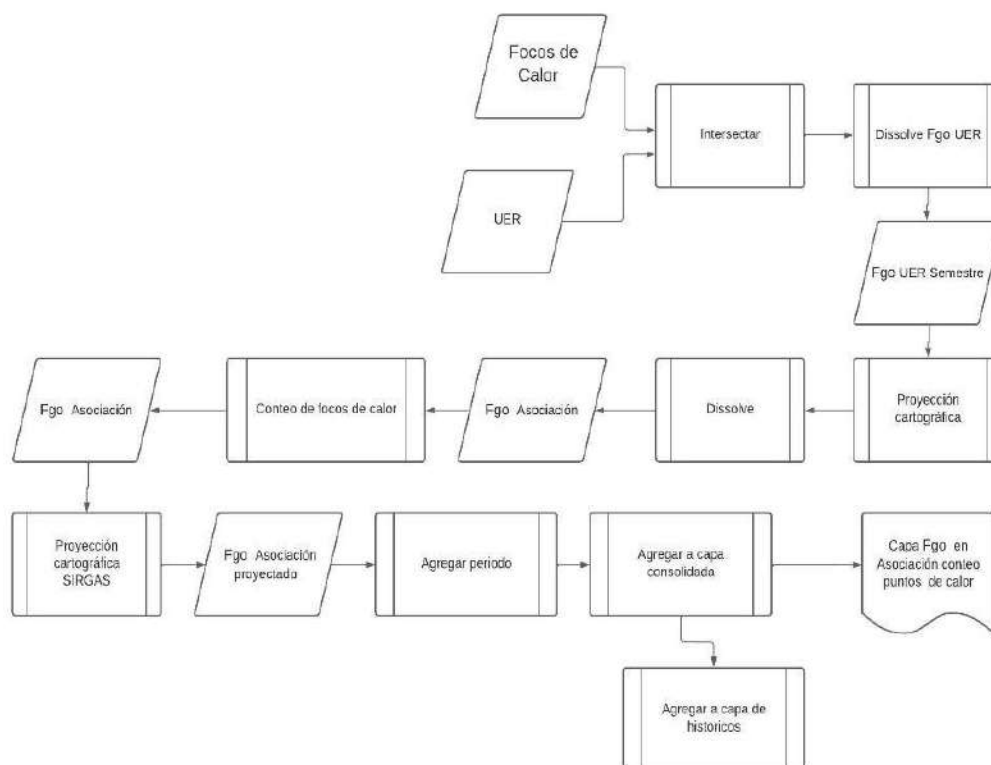 Focos de
Calor
Intersectar
Dissolve Fgo UER
UER
Fgo UER Semestre
Proyección
cartográfica
Dissolve
Fgo Asociación
Conteo de focos de calor
Fgo Asociación
Proyección
cartográfica
SIRGAS
Fgo Asociación
proyectado
Agregar periodo
Agregar a capa
consolidada
Capa Fgo en
Asociación conteo
puntos de calor
Agregar a capa de
historicos